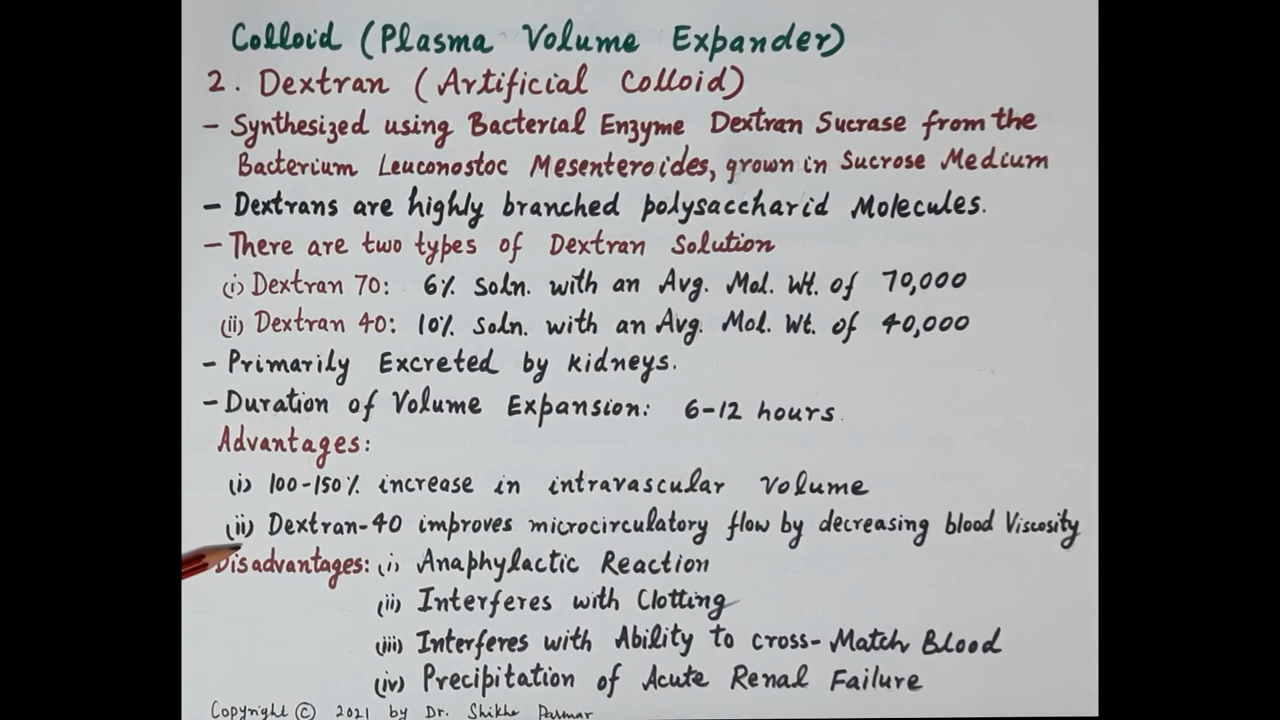 Colloid (Plasma Volume Expander)
2. Dextran (Artificial Colloid)
- Synthesized using Bacterial Enzyme Dextran Sucrase from the
Bacterium Leuconostoc Mesenteroides, grown in Sucrose Medium
- Dextrans are highly branched polysaccharid Molecules.
- There are two types of Dextran Solution
(i) Dextran 70: 6% soln. with an Avg. Mol. Wt. of 70,000
(ii) Dextran 40: 10% soln. with an Avg. Mol. Wt. of 40,000
- Primarily Excreted by kidneys.
- Duration of Volume Expansion: 6-12 hours.
Advantages:
(i) 100-150% increase in intravascular Volume
(ii) Dextran-40 improves microcirculatory flow by decreasing blood Viscosity
Disadvantages: (i) Anaphylactic Reaction
(ii) Interferes with Clotting
(iii) Interferes with Ability to cross-Match Blood
(iv) Precipitation of Acute Renal Failure
Copyright © 2021 by Dr. Shikha Parmar